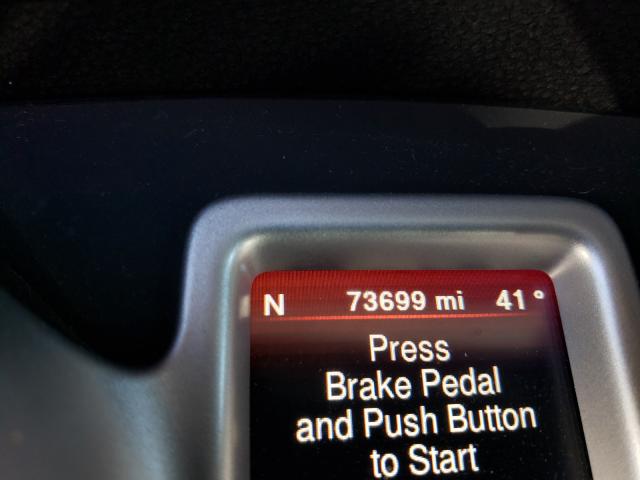 N 73699 mi 41°
Press
Brake Pedal
and Push Button
to Start